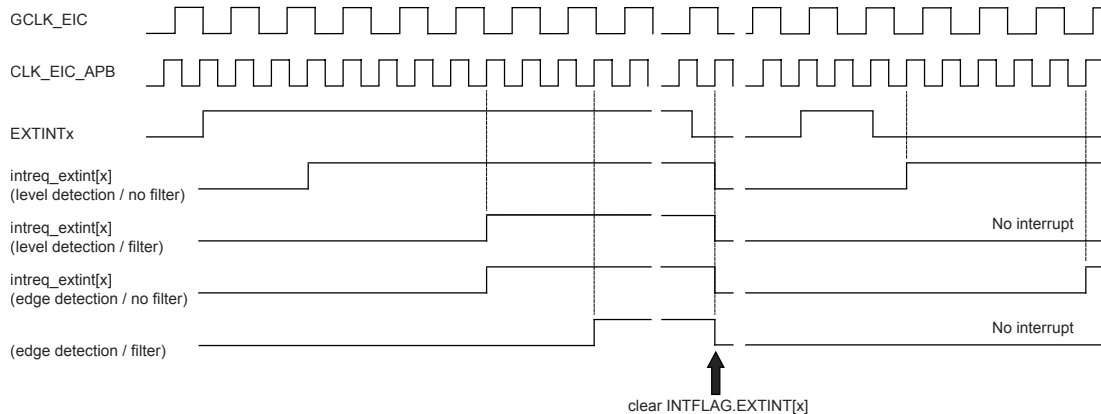 GCLK_EIC
CLK_EIC_APB
EXTINTx
intreq_extint[x]
(level detection / no filter)
intreq_extint[x]
(level detection / filter)
No interrupt
intreq_extint[x]
(edge detection / no filter)
(edge detection / filter)
No interrupt
clear INTFLAG.EXTINT[x]